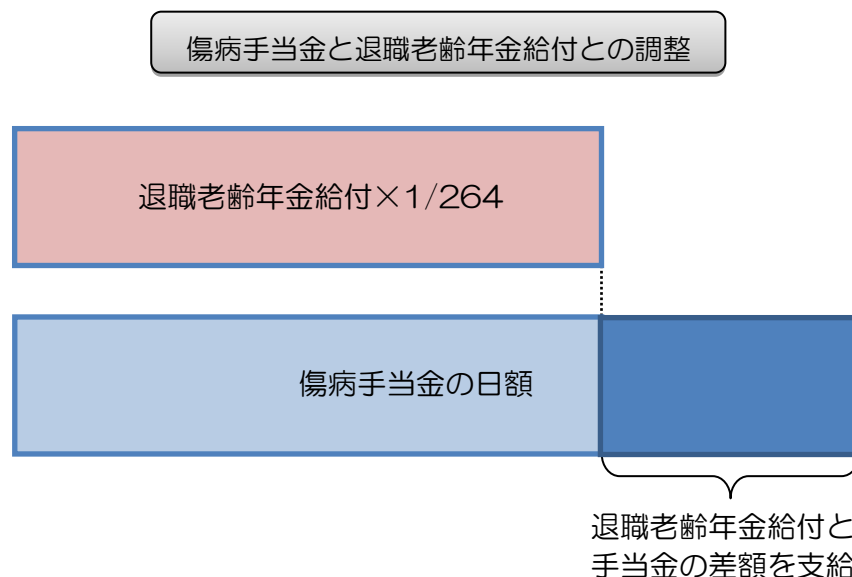 傷病手当金と退職老齢年金給付との調整
退職老齢年金給付×1/264
傷病手当金の日額
退職老齢年金給付と
手当金の差額を支給